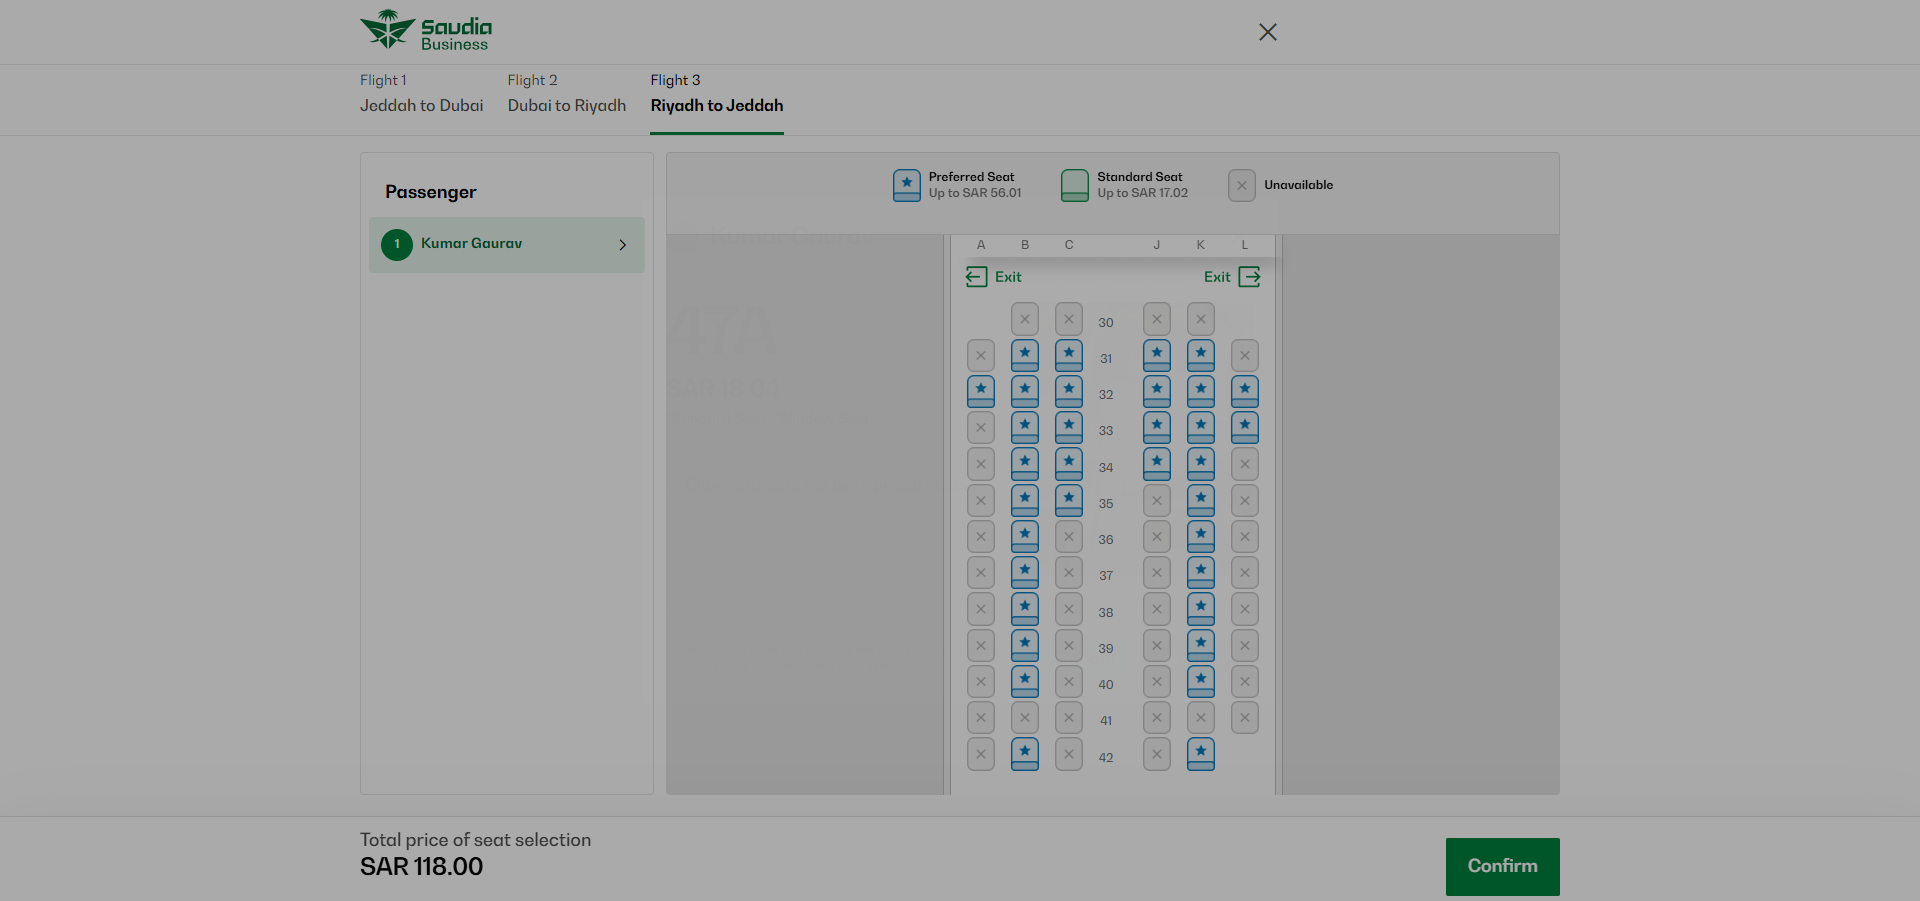 Saudia
Business
Flight 1
Jeddah to Dubai
Flight 2
Dubai to Riyadh
Flight 3
Riyadh to Jeddah
Passenger
1 Kumar Gaurav
Preferred Seat
Up to SAR 56.01
Standard Seat
Up to SAR 17.02
Unavailable
A B C J K L
Exit Exit
30
31
32
33
34
35
36
37
38
39
40
41
42
47A
Total price of seat selection
SAR 118.00
Confirm